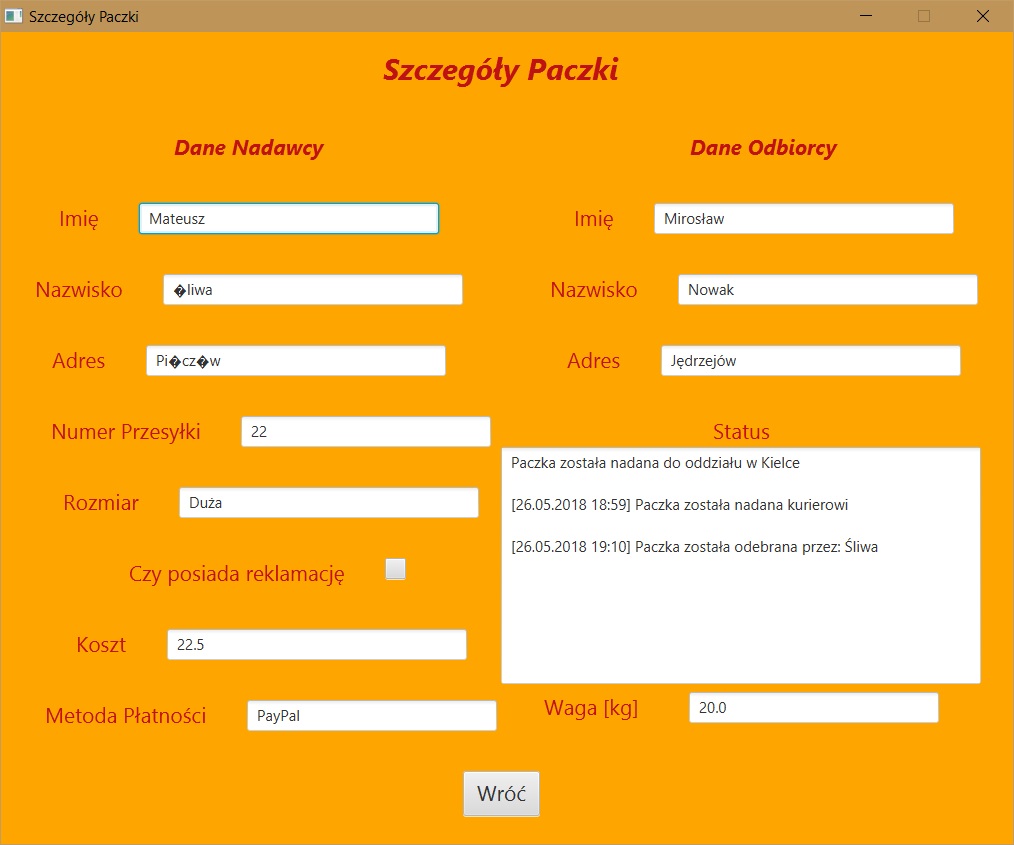 Szczegóły Paczki
Szczegóły Paczki
Dane Nadawcy
Imię Mateusz
Nazwisko �liwa
Adres Pi�cz�w
Numer Przesyłki 22
Rozmiar Duża
Czy posiada reklamację
Koszt 22.5
Metoda Płatności PayPal
Dane Odbiorcy
Imię Mirosław
Nazwisko Nowak
Adres Jędrzejów
Status
Paczka została nadana do oddziału w Kielce
[26.05.2018 18:59] Paczka została nadana kurierowi
[26.05.2018 19:10] Paczka została odebrana przez: Śliwa
Waga [kg] 20.0
Wróć